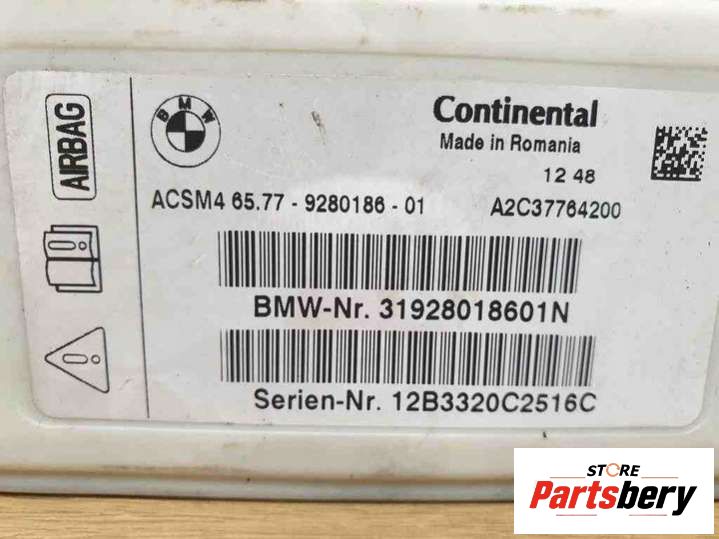 AIRBAG
BMW
Continental
Made in Romania
12 48
ACSM4 65.77 - 9280186 - 01 A2C37764200
BMW-Nr. 31928018601N
Serien-Nr. 12B3320C2516C
STORE
Partsbery